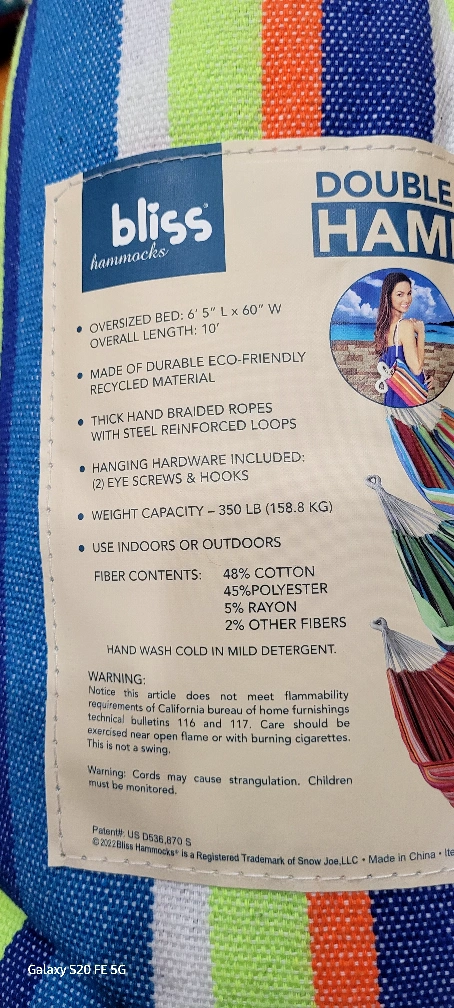 bliss®
hammocks
DOUBLE
• OVERSIZED BED: 6' 5" L x 60" W
OVERALL LENGTH: 10'
• MADE OF DURABLE ECO-FRIENDLY
RECYCLED MATERIAL
• THICK HAND BRAIDED ROPES
WITH STEEL REINFORCED LOOPS
• HANGING HARDWARE INCLUDED:
(2) EYE SCREWS & HOOKS
• WEIGHT CAPACITY – 350 LB (158.8 KG)
• USE INDOORS OR OUTDOORS
FIBER CONTENTS: 48% COTTON
45%POLYESTER
5% RAYON
2% OTHER FIBERS
HAND WASH COLD IN MILD DETERGENT.
WARNING:
Notice this article does not meet flammability
requirements of California bureau of home furnishings
technical bulletins 116 and 117. Care should be
exercised near open flame or with burning cigarettes.
This is not a swing.
Warning: Cords may cause strangulation. Children
must be monitored.
Patent#: US D536,870 S
©2022Bliss Hammocks® is a Registered Trademark of Snow Joe,LLC • Made in China •
Galaxy S20 FE 5G